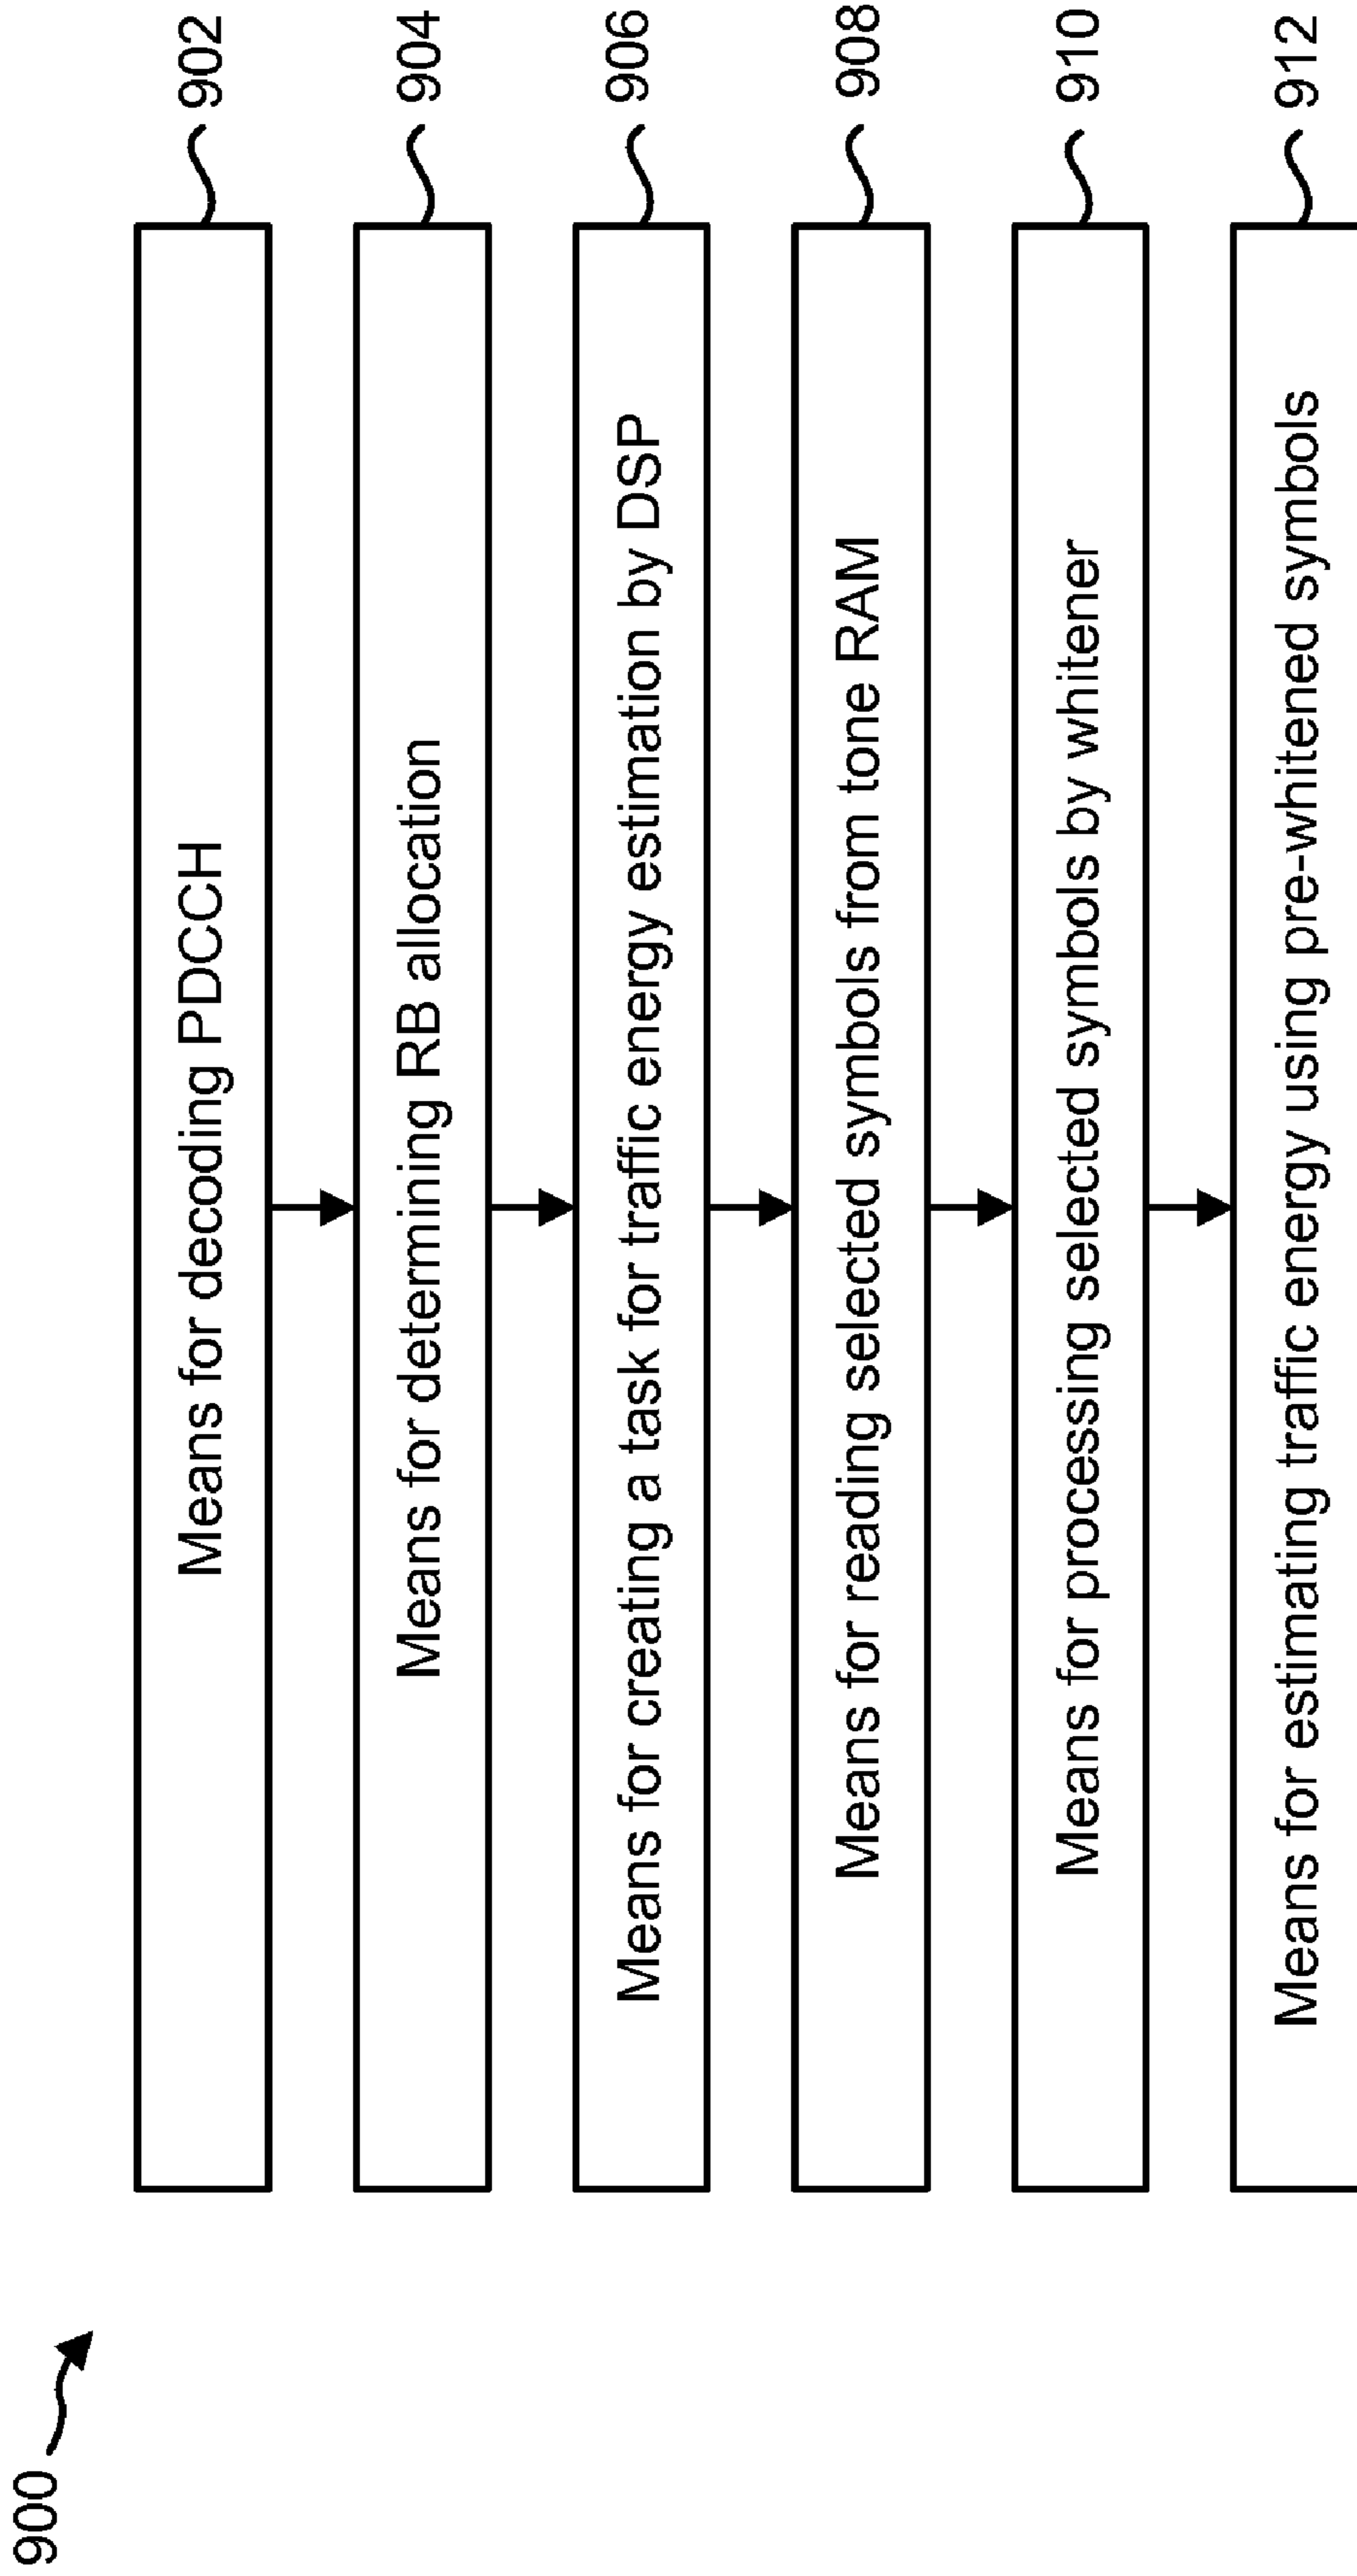 900
Means for decoding PDCCH
902
Means for determining RB allocation
904
Means for creating a task for traffic energy estimation by DSP
906
Means for reading selected symbols from tone RAM
908
Means for processing selected symbols by whitener
910
Means for estimating traffic energy using pre-whitened symbols
912